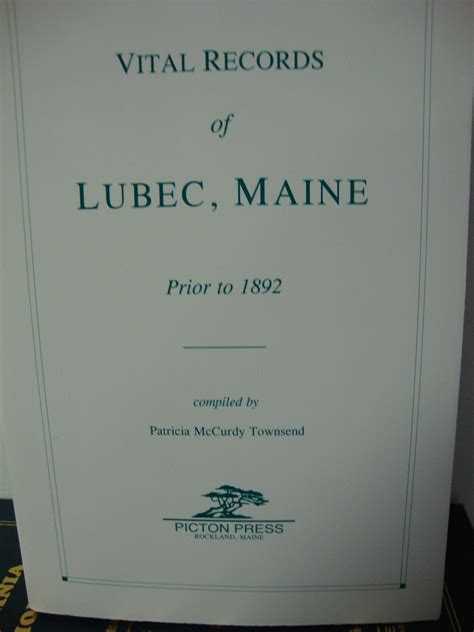 VITAL RECORDS
of
LUBEC, MAINE
Prior to 1892
compiled by
Patricia McCurdy Townsend
PICTON PRESS
ROCKLAND, MAINE